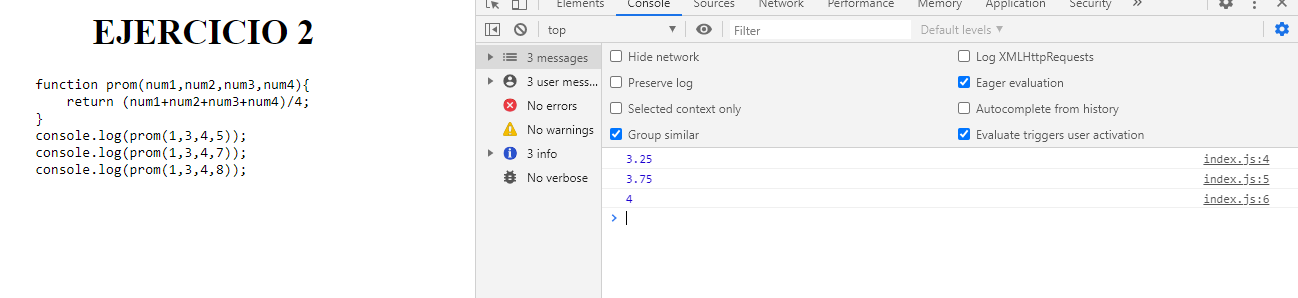 EJERCICIO 2
function prom(num1,num2,num3,num4){
    return (num1+num2+num3+num4)/4;
}
console.log(prom(1,3,4,5));
console.log(prom(1,3,4,7));
console.log(prom(1,3,4,8));
Elements Console Sources Network Performance Memory Application Security »
top ▼ Filter Default levels ▼
3 messages
3 user mess...
No errors
No warnings
3 info
No verbose
Hide network Log XMLHttpRequests
Preserve log Eager evaluation
Selected context only Autocomplete from history
Group similar Evaluate triggers user activation
3.25 index.js:4
3.75 index.js:5
4 index.js:6
>